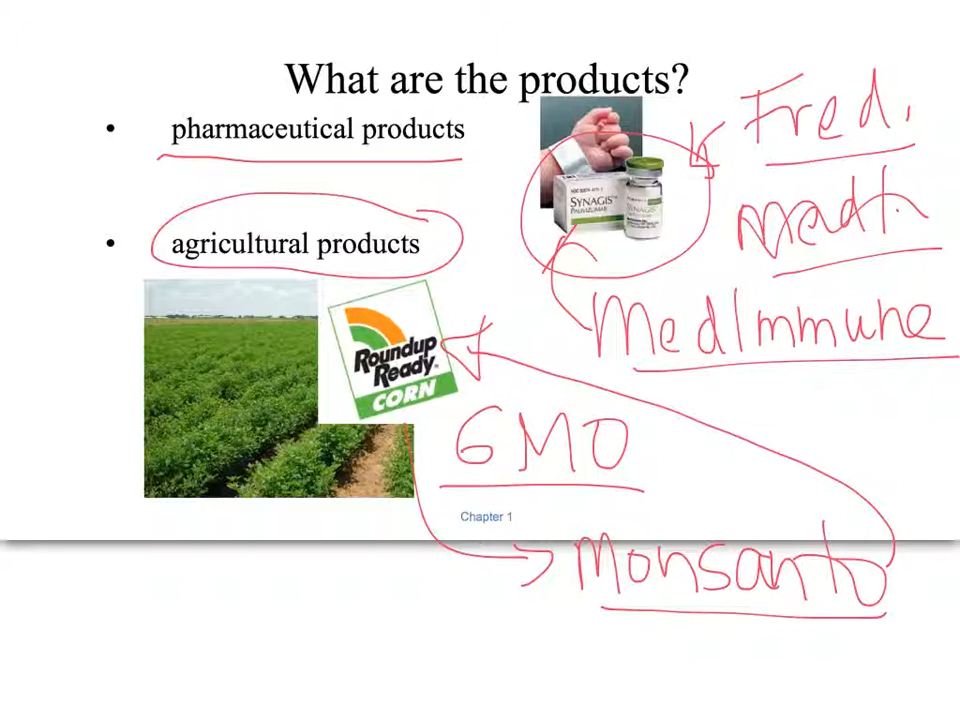 What are the products?
• pharmaceutical products
Fred.
SYNAGIS
PALIVIZUMAB
SYNAGIS
• agricultural products
MedImmune
Roundup
Ready
CORN
GMO
Chapter 1
Monsanto